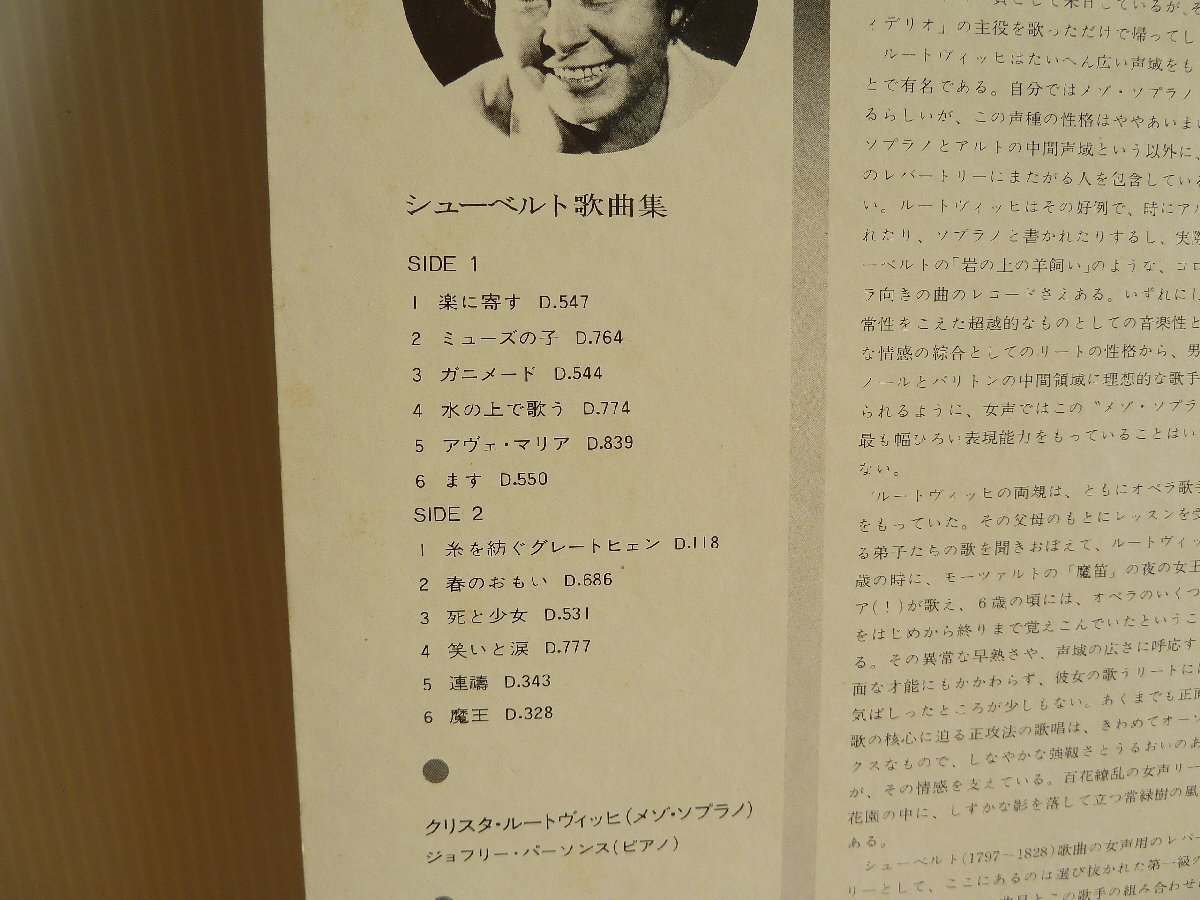 シューベルト歌曲集
SIDE 1
1 楽に寄す D.547
2 ミューズの子 D.764
3 ガニメード D.544
4 水の上で歌う D.774
5 アヴェ・マリア D.839
6 ます D.550
SIDE 2
1 糸を紡ぐグレートヒェン D.118
2 春のおもい D.686
3 死と少女 D.531
4 笑いと涙 D.777
5 連禱 D.343
6 魔王 D.328
クリスタ・ルートヴィッヒ(メゾ・ソプラノ)
ジョフリー・パーソンス(ピアノ)
として来日しているが、そ
ィデリオ」の主役を歌っただけで帰ってし
ルートヴィッヒはたいへん広い声域をも
とで有名である。自分ではメゾ・ソプラノ
るらしいが、この声種の性格はややあいまい
ソプラノとアルトの中間声域という以外に、
のレパートリーにまたがる人を包含している
い。ルートヴィッヒはその好例で、時にアル
れたり、ソプラノと書かれたりするし、実際
ーベルトの「岩の上の羊飼い」のような、コロ
ラ向きの曲のレコードさえある。いずれにし
常性をこえた超越的なものとしての音楽性と
な情感の綜合としてのリートの性格から、男
ノールとバリトンの中間領域に理想的な歌手
られるように、女声ではこの〝メゾ・ソプラ
最も幅ひろい表現能力をもっていることはい
ない。
ルートヴィッヒの両親は、ともにオペラ歌手
をもっていた。その父母のもとにレッスンを受
る弟子たちの歌を聞きおぼえて、ルートヴィッ
歳の時に、モーツァルトの「魔笛」の夜の女王
ア(!)が歌え、6歳の頃には、オペラのいくつ
をはじめから終りまで覚えこんでいたというこ
る。その異常な早熟さや、声域の広さに呼応す
面な才能にもかかわらず、彼女の歌うリートには
気ばしったところが少しもない。あくまでも正面
歌の核心に迫る正攻法の歌唱は、きわめてオーソ
クスなもので、しなやかな強靱さとうるおいのあ
が、その情感を支えている。百花繚乱の女声リー
花園の中に、しずかな影を落して立つ常緑樹の風
ある。
シューベルト(1797~1828)歌曲の女声用のレパー
リーとして、ここにあるのは選び抜かれた第一級の
この歌手の組み合わせ